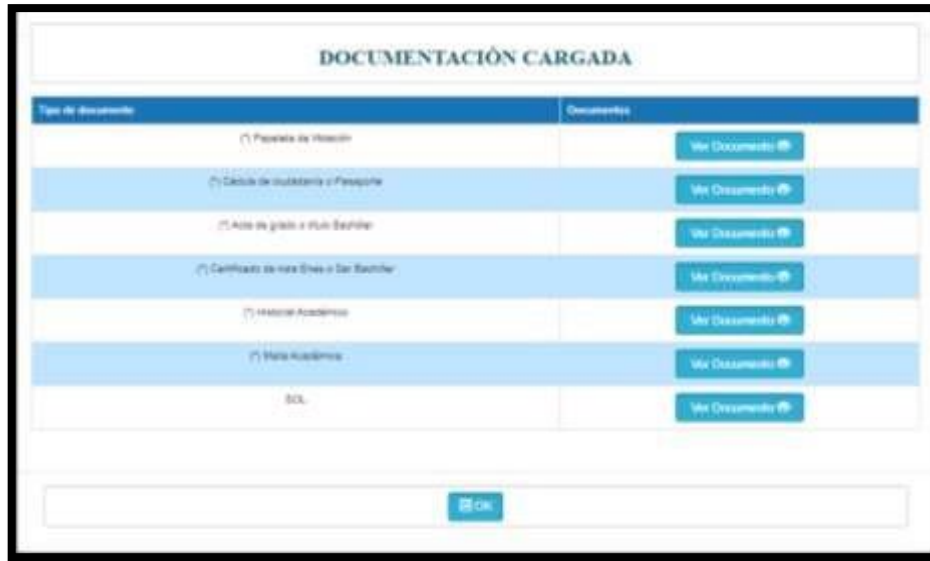 DOCUMENTACIÓN CARGADA
Tipo de documento Documentos
(*) Papeleta de Votación Ver Documento
(*) Cédula de ciudadanía o Pasaporte Ver Documento
(*) Acta de grado o título Bachiller Ver Documento
(*) Certificado de nota Enes o Ser Bachiller Ver Documento
(*) Historial Académico Ver Documento
(*) Malla Académica Ver Documento
SOL. Ver Documento
OK